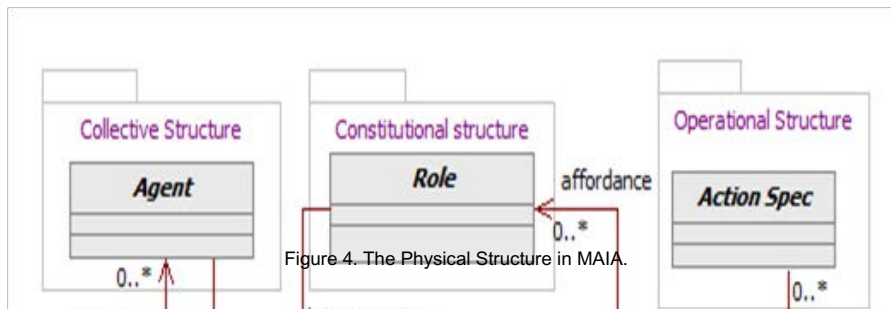 Collective Structure
Agent
0..*
Constitutional structure
Role
affordance
0..*
Operational Structure
Action Spec
0..*
Figure 4. The Physical Structure in MAIA.